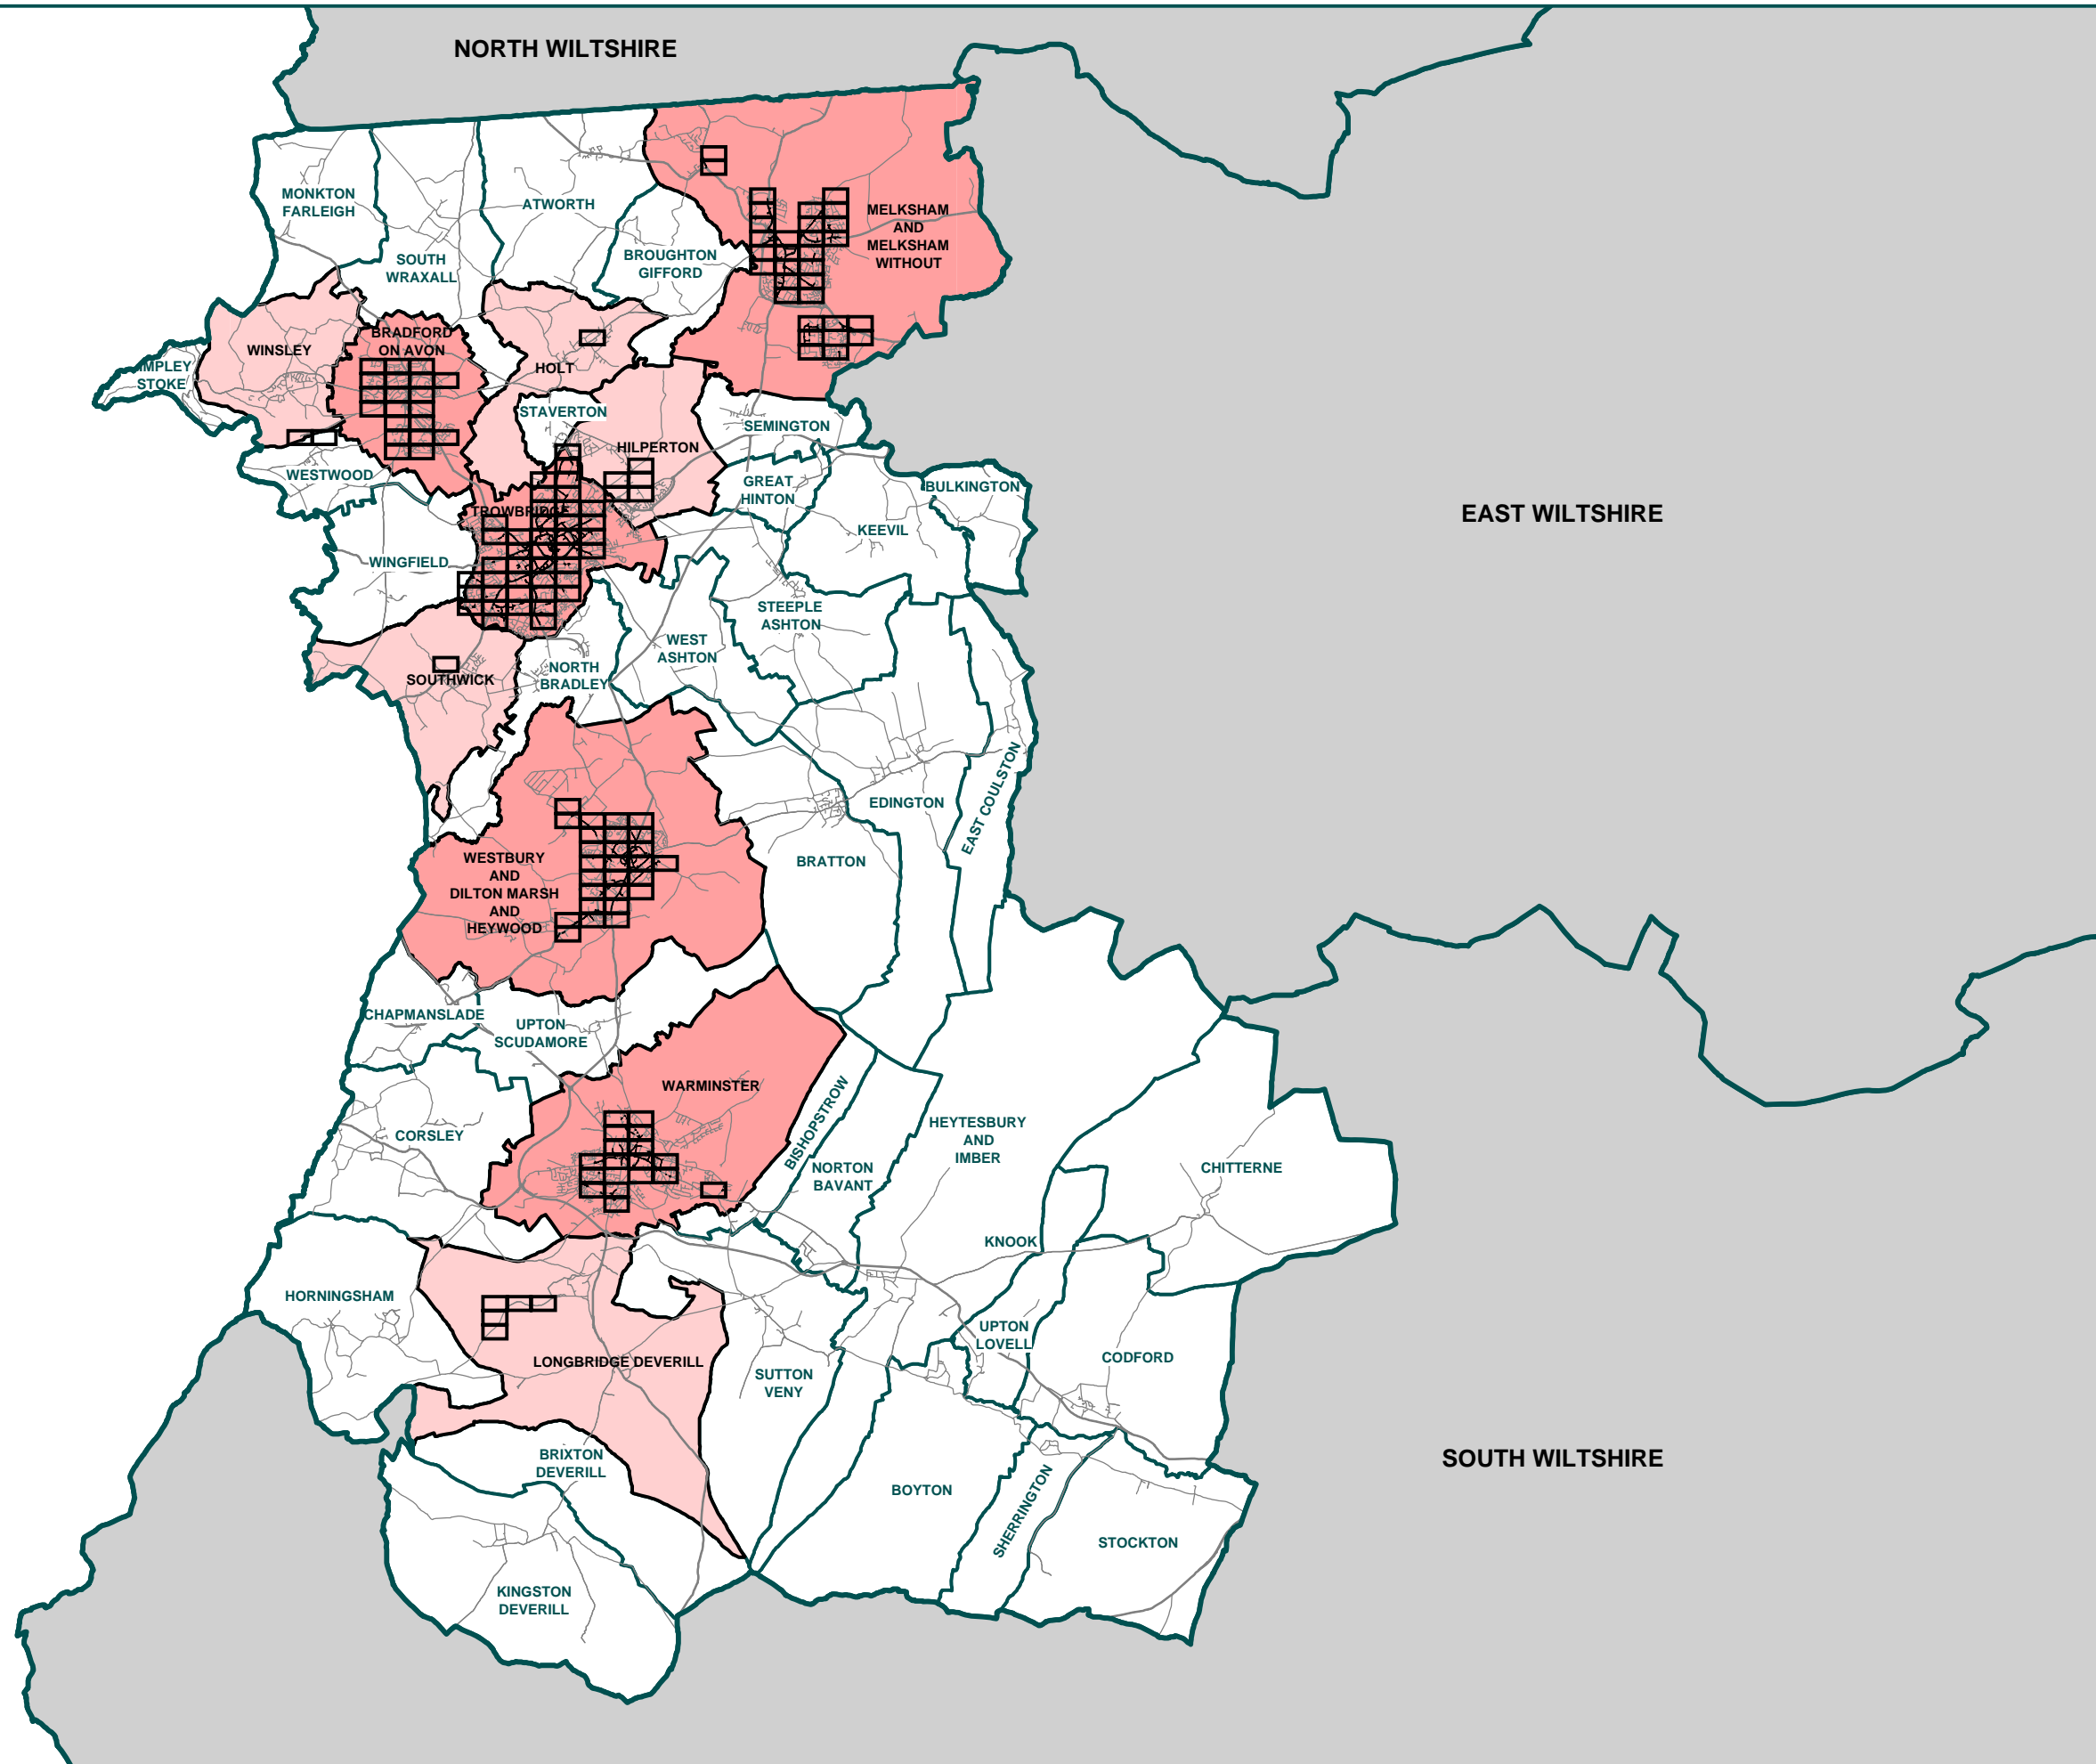 NORTH WILTSHIRE
MONKTON
FARLEIGH
ATWORTH
MELKSHAM
AND
MELKSHAM
WITHOUT
SOUTH
WRAXALL
BROUGHTON
GIFFORD
BRADFORD
ON AVON
WINSLEY
HOLT
IMPLEY
STOKE
STAVERTON
SEMINGTON
HILPERTON
WESTWOOD
GREAT
HINTON
BULKINGTON
TROWBRIDGE
EAST WILTSHIRE
KEEVIL
WINGFIELD
STEEPLE
ASHTON
WEST
ASHTON
NORTH
BRADLEY
SOUTHWICK
EDINGTON
EAST COULSTON
BRATTON
WESTBURY
AND
DILTON MARSH
AND
HEYWOOD
CHAPMANSLADE
UPTON
SCUDAMORE
WARMINSTER
BISHOPSTROW
CORSLEY
HEYTESBURY
AND
IMBER
NORTON
BAVANT
CHITTERNE
KNOOK
HORNINGSHAM
UPTON
LOVELL
CODFORD
LONGBRIDGE DEVERILL
SUTTON
VENY
BRIXTON
DEVERILL
SOUTH WILTSHIRE
BOYTON
SHERRINGTON
STOCKTON
KINGSTON
DEVERILL